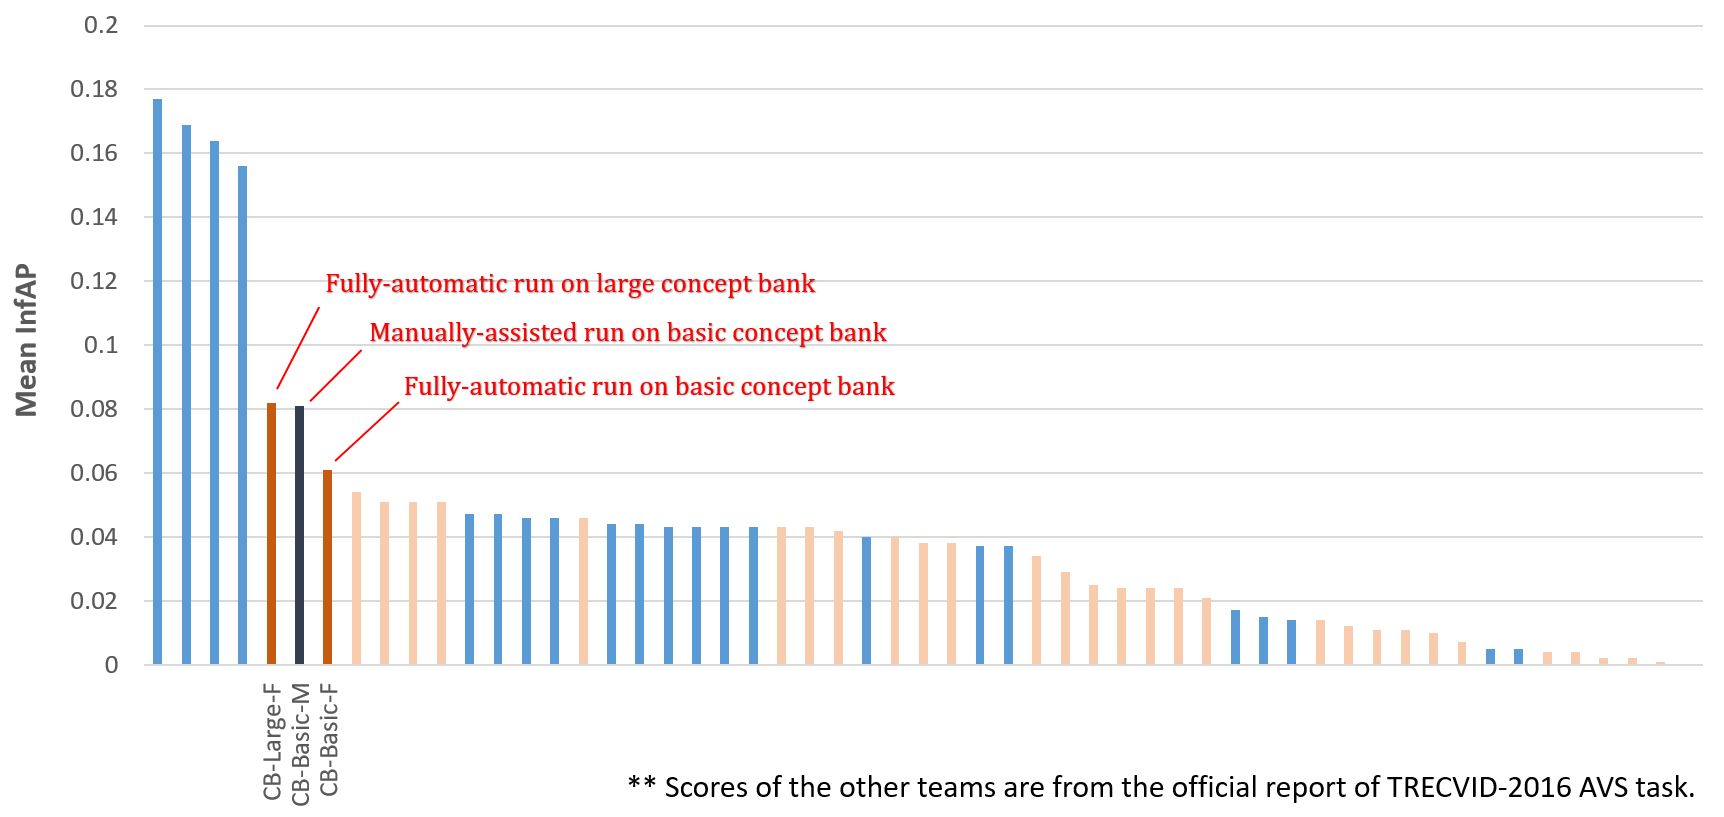 0.2
0.18
0.16
0.14
0.12
0.1
0.08
0.06
0.04
0.02
0
Mean InfAP
Fully-automatic run on large concept bank
Manually-assisted run on basic concept bank
Fully-automatic run on basic concept bank
CB-Large-F
CB-Basic-M
CB-Basic-F
** Scores of the other teams are from the official report of TRECVID-2016 AVS task.